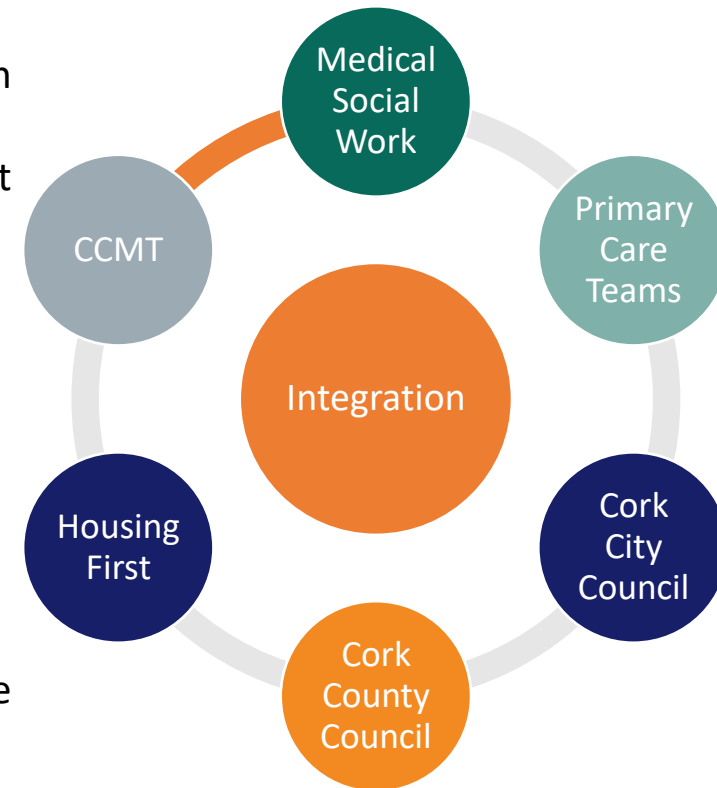 n
t
e
Medical
Social
Work
Primary
Care
Teams
Cork
City
Council
Cork
County
Council
Housing
First
CCMT
Integration